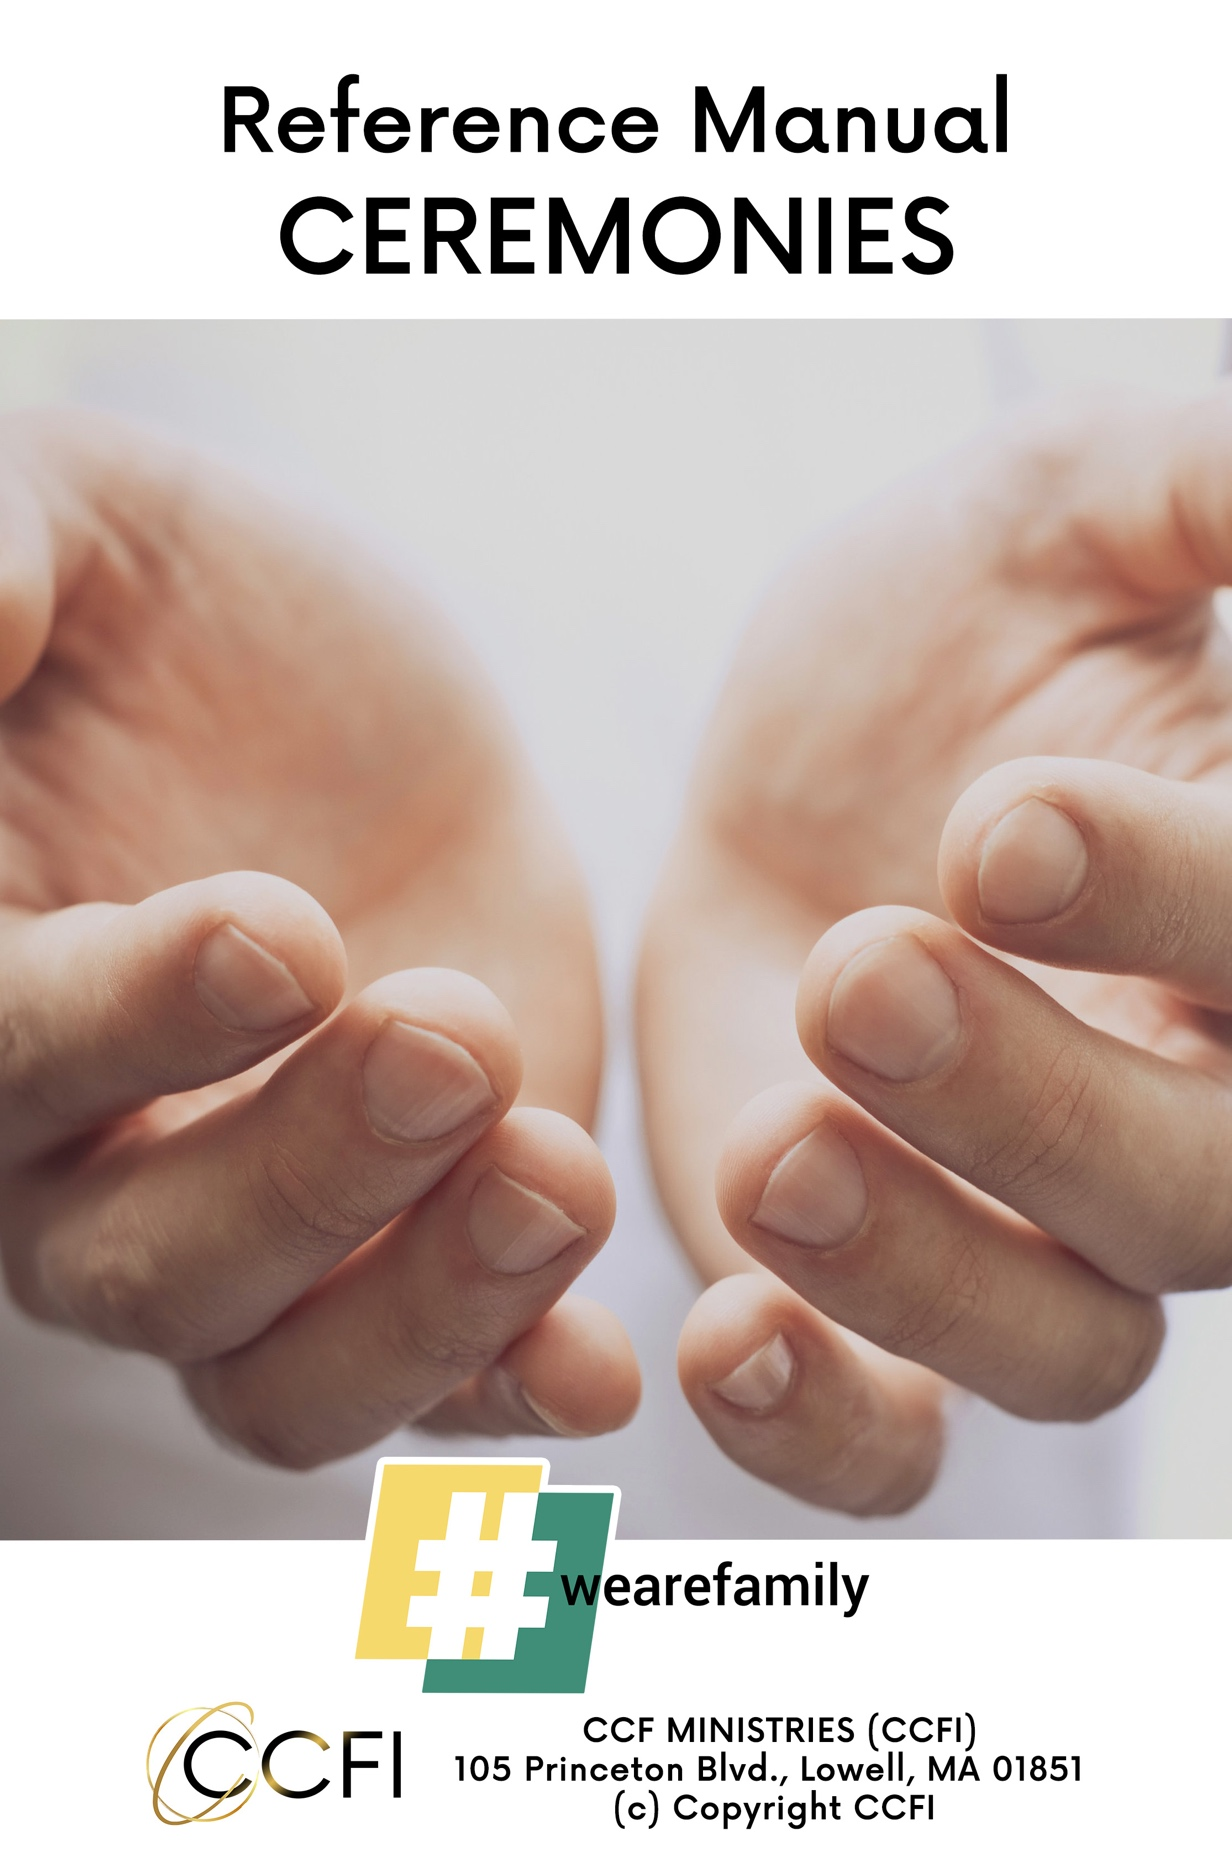 Reference Manual
CEREMONIES
#wearefamily
CCFI
CCF MINISTRIES (CCFI)
105 Princeton Blvd., Lowell, MA 01851
(c) Copyright CCFI